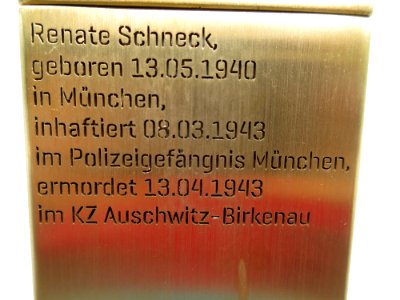 Renate Schneck,
geboren 13.05.1940
in München,
inhaftiert 08.03.1943
im Polizeigefängnis München,
ermordet 13.04.1943
im KZ Auschwitz-Birkenau